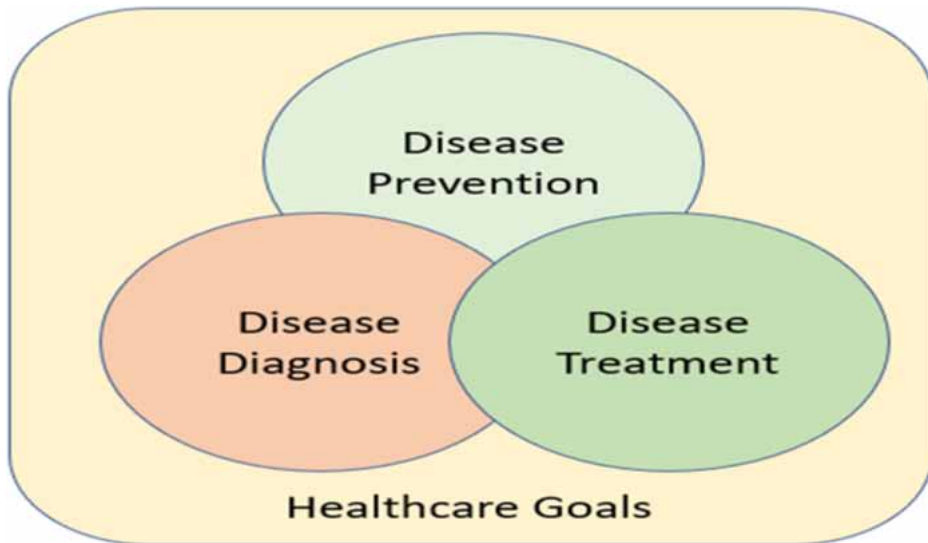 Disease
Prevention
Disease
Diagnosis
Disease
Treatment
Healthcare Goals